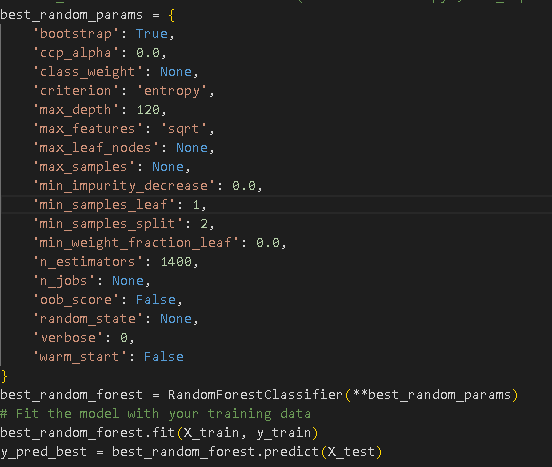 best_random_params = {
    'bootstrap': True,
    'ccp_alpha': 0.0,
    'class_weight': None,
    'criterion': 'entropy',
    'max_depth': 120,
    'max_features': 'sqrt',
    'max_leaf_nodes': None,
    'max_samples': None,
    'min_impurity_decrease': 0.0,
    'min_samples_leaf': 1,
    'min_samples_split': 2,
    'min_weight_fraction_leaf': 0.0,
    'n_estimators': 1400,
    'n_jobs': None,
    'oob_score': False,
    'random_state': None,
    'verbose': 0,
    'warm_start': False
}
best_random_forest = RandomForestClassifier(**best_random_params)
# Fit the model with your training data
best_random_forest.fit(X_train, y_train)
y_pred_best = best_random_forest.predict(X_test)